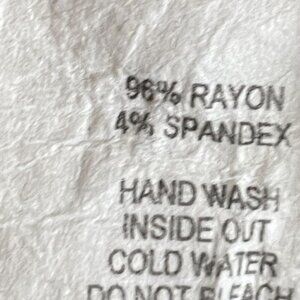 96% RAYON
4% SPANDEX
HAND WASH
INSIDE OUT
COLD WATER
DO NOT BLEACH